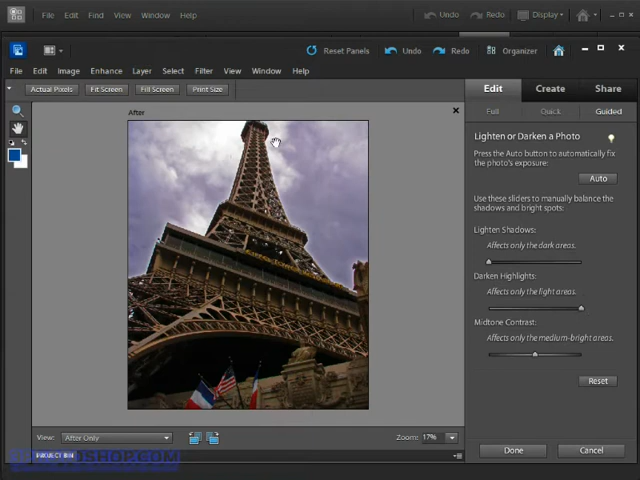 File Edit Find View Window Help Undo Redo Display
Reset Panels Undo Redo Organizer
File Edit Image Enhance Layer Select Filter View Window Help
Actual Pixels Fit Screen Fill Screen Print Size
Edit Create Share
Full Quick Guided
After
Lighten or Darken a Photo
Press the Auto button to automatically fix
the photo's exposure:
Auto
Use these sliders to manually balance the
shadows and bright spots:
Lighten Shadows:
Affects only the dark areas.
Darken Highlights:
Affects only the light areas.
Midtone Contrast:
Affects only the medium-bright areas.
Reset
View: After Only Zoom: 17%
Done Cancel
PROJECT BIN